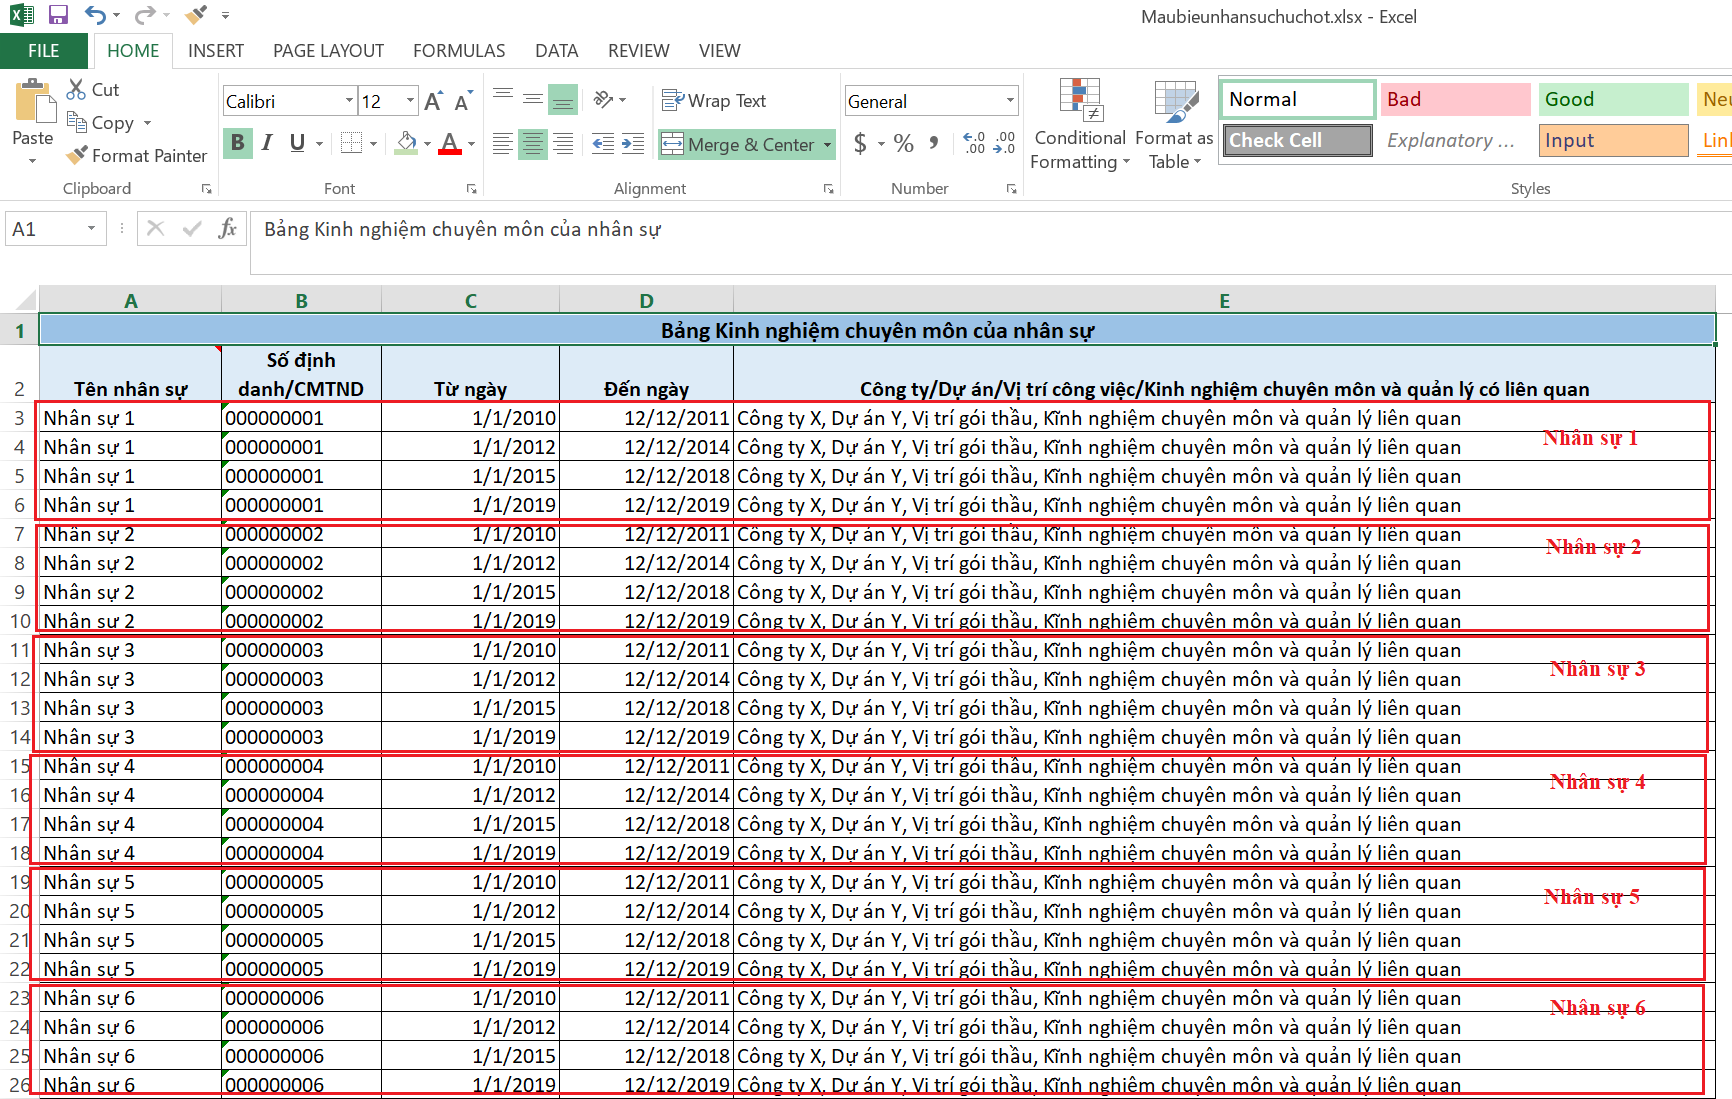 Maubieunhansuchuchot.xlsx - Excel
FILE HOME INSERT PAGE LAYOUT FORMULAS DATA REVIEW VIEW
Paste
Cut
Copy
Format Painter
Clipboard
Calibri 12
B I U
Font
Wrap Text
Merge & Center
Alignment
General
$ % ,
Number
Conditional Formatting
Format as Table
Normal Bad Good
Check Cell Explanatory ... Input
Styles
A1 fx Bảng Kinh nghiệm chuyên môn của nhân sự
A B C D E
1 Bảng Kinh nghiệm chuyên môn của nhân sự
2 Tên nhân sự Số định danh/CMTND Từ ngày Đến ngày Công ty/Dự án/Vị trí công việc/Kinh nghiệm chuyên môn và quản lý có liên quan
3 Nhân sự 1 000000001 1/1/2010 12/12/2011 Công ty X, Dự án Y, Vị trí gói thầu, Kĩnh nghiệm chuyên môn và quản lý liên quan
Nhân sự 1
4 Nhân sự 1 000000001 1/1/2012 12/12/2014 Công ty X, Dự án Y, Vị trí gói thầu, Kĩnh nghiệm chuyên môn và quản lý liên quan
5 Nhân sự 1 000000001 1/1/2015 12/12/2018 Công ty X, Dự án Y, Vị trí gói thầu, Kĩnh nghiệm chuyên môn và quản lý liên quan
6 Nhân sự 1 000000001 1/1/2019 12/12/2019 Công ty X, Dự án Y, Vị trí gói thầu, Kĩnh nghiệm chuyên môn và quản lý liên quan
7 Nhân sự 2 000000002 1/1/2010 12/12/2011 Công ty X, Dự án Y, Vị trí gói thầu, Kĩnh nghiệm chuyên môn và quản lý liên quan
Nhân sự 2
8 Nhân sự 2 000000002 1/1/2012 12/12/2014 Công ty X, Dự án Y, Vị trí gói thầu, Kĩnh nghiệm chuyên môn và quản lý liên quan
9 Nhân sự 2 000000002 1/1/2015 12/12/2018 Công ty X, Dự án Y, Vị trí gói thầu, Kĩnh nghiệm chuyên môn và quản lý liên quan
10 Nhân sự 2 000000002 1/1/2019 12/12/2019 Công ty X, Dự án Y, Vị trí gói thầu, Kĩnh nghiệm chuyên môn và quản lý liên quan
11 Nhân sự 3 000000003 1/1/2010 12/12/2011 Công ty X, Dự án Y, Vị trí gói thầu, Kĩnh nghiệm chuyên môn và quản lý liên quan
Nhân sự 3
12 Nhân sự 3 000000003 1/1/2012 12/12/2014 Công ty X, Dự án Y, Vị trí gói thầu, Kĩnh nghiệm chuyên môn và quản lý liên quan
13 Nhân sự 3 000000003 1/1/2015 12/12/2018 Công ty X, Dự án Y, Vị trí gói thầu, Kĩnh nghiệm chuyên môn và quản lý liên quan
14 Nhân sự 3 000000003 1/1/2019 12/12/2019 Công ty X, Dự án Y, Vị trí gói thầu, Kĩnh nghiệm chuyên môn và quản lý liên quan
15 Nhân sự 4 000000004 1/1/2010 12/12/2011 Công ty X, Dự án Y, Vị trí gói thầu, Kĩnh nghiệm chuyên môn và quản lý liên quan
Nhân sự 4
16 Nhân sự 4 000000004 1/1/2012 12/12/2014 Công ty X, Dự án Y, Vị trí gói thầu, Kĩnh nghiệm chuyên môn và quản lý liên quan
17 Nhân sự 4 000000004 1/1/2015 12/12/2018 Công ty X, Dự án Y, Vị trí gói thầu, Kĩnh nghiệm chuyên môn và quản lý liên quan
18 Nhân sự 4 000000004 1/1/2019 12/12/2019 Công ty X, Dự án Y, Vị trí gói thầu, Kĩnh nghiệm chuyên môn và quản lý liên quan
19 Nhân sự 5 000000005 1/1/2010 12/12/2011 Công ty X, Dự án Y, Vị trí gói thầu, Kĩnh nghiệm chuyên môn và quản lý liên quan
Nhân sự 5
20 Nhân sự 5 000000005 1/1/2012 12/12/2014 Công ty X, Dự án Y, Vị trí gói thầu, Kĩnh nghiệm chuyên môn và quản lý liên quan
21 Nhân sự 5 000000005 1/1/2015 12/12/2018 Công ty X, Dự án Y, Vị trí gói thầu, Kĩnh nghiệm chuyên môn và quản lý liên quan
22 Nhân sự 5 000000005 1/1/2019 12/12/2019 Công ty X, Dự án Y, Vị trí gói thầu, Kĩnh nghiệm chuyên môn và quản lý liên quan
23 Nhân sự 6 000000006 1/1/2010 12/12/2011 Công ty X, Dự án Y, Vị trí gói thầu, Kĩnh nghiệm chuyên môn và quản lý liên quan
Nhân sự 6
24 Nhân sự 6 000000006 1/1/2012 12/12/2014 Công ty X, Dự án Y, Vị trí gói thầu, Kĩnh nghiệm chuyên môn và quản lý liên quan
25 Nhân sự 6 000000006 1/1/2015 12/12/2018 Công ty X, Dự án Y, Vị trí gói thầu, Kĩnh nghiệm chuyên môn và quản lý liên quan
26 Nhân sự 6 000000006 1/1/2019 12/12/2019 Công ty X, Dự án Y, Vị trí gói thầu, Kĩnh nghiệm chuyên môn và quản lý liên quan